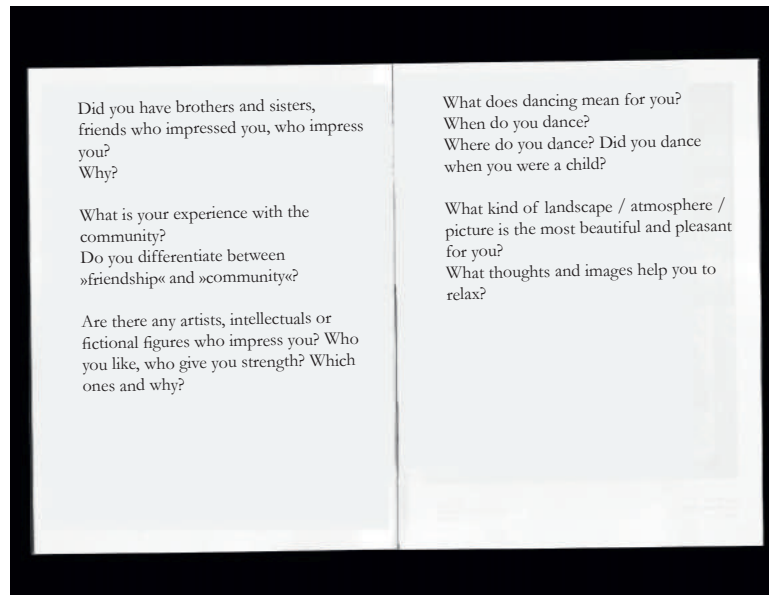 Did you have brothers and sisters,
friends who impressed you, who impress
you?
Why?
What is your experience with the
community?
Do you differentiate between
»friendship« and »community«?
Are there any artists, intellectuals or
fictional figures who impress you? Who
you like, who give you strength? Which
ones and why?
What does dancing mean for you?
When do you dance?
Where do you dance? Did you dance
when you were a child?
What kind of landscape / atmosphere /
picture is the most beautiful and pleasant
for you?
What thoughts and images help you to
relax?